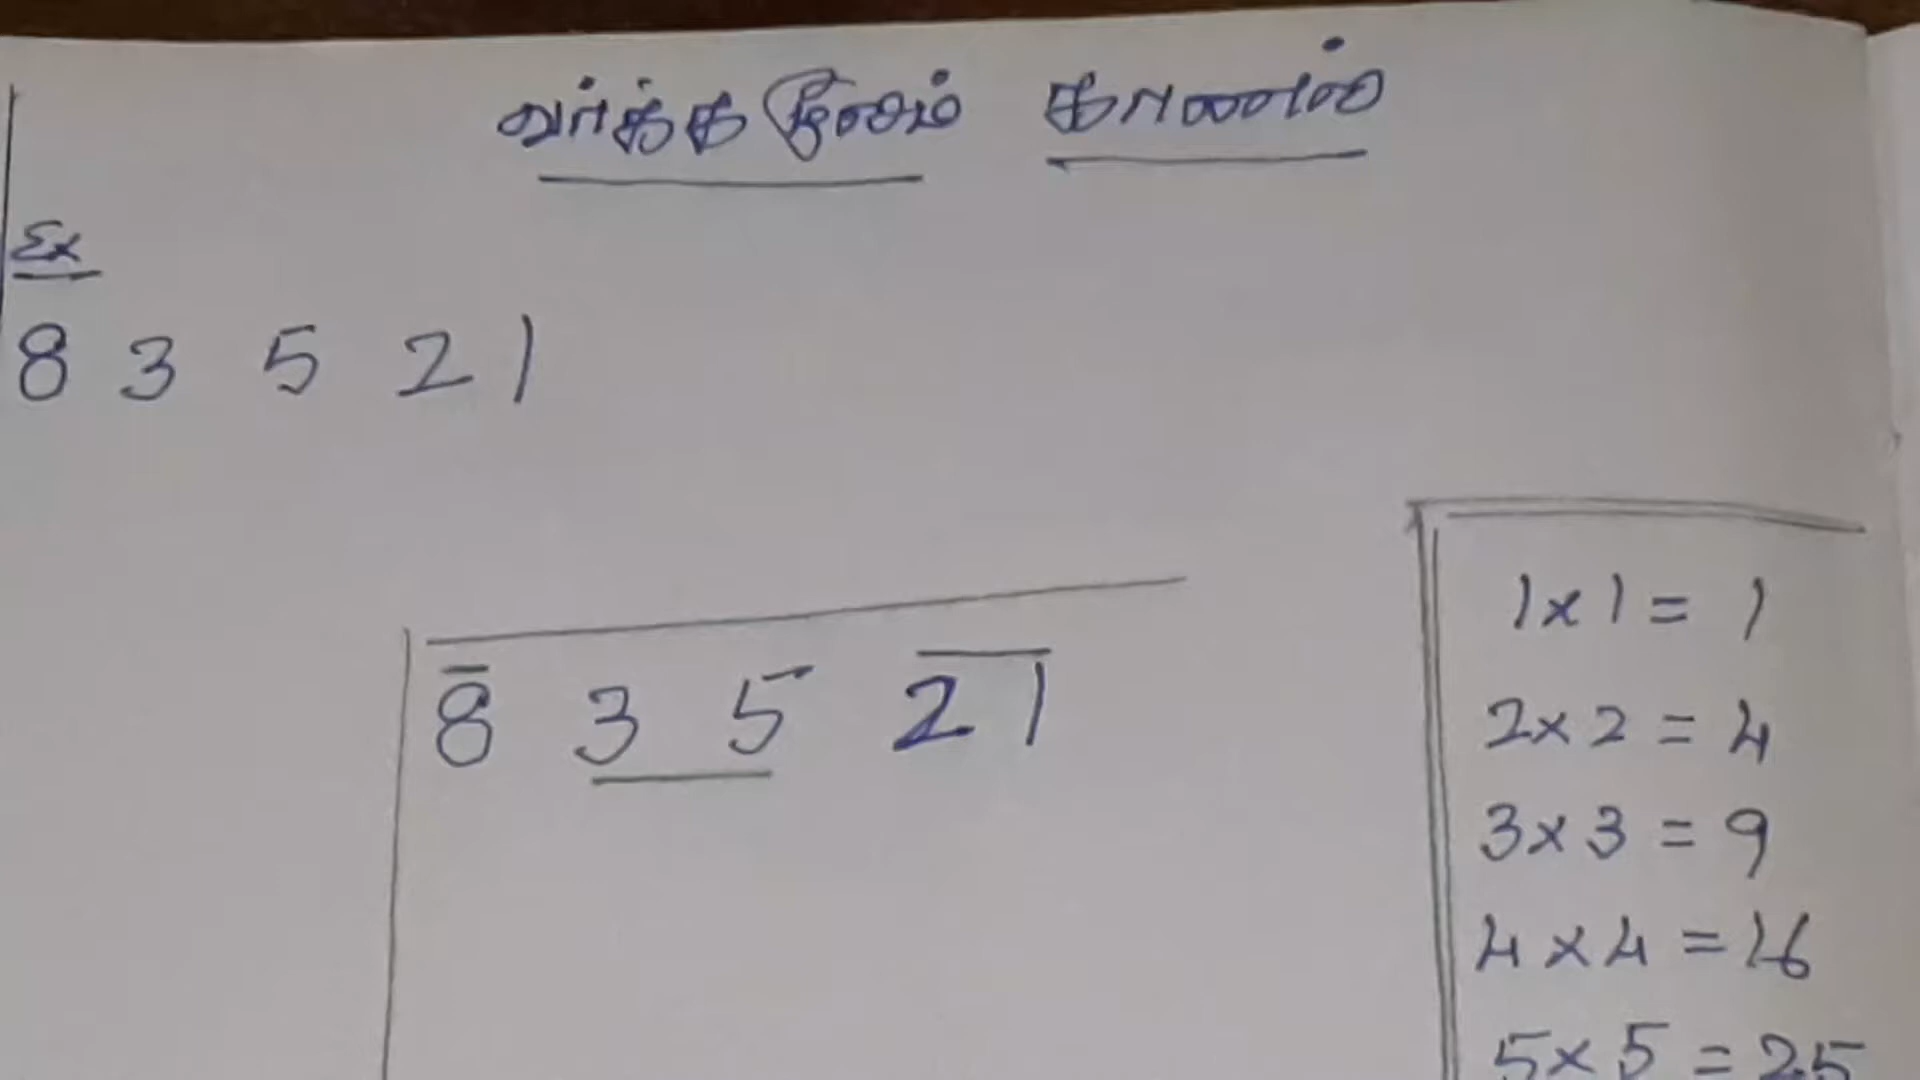 வர்க்க மூலம் காணல்
Ex
8 3 5 2 1
8 3 5 2 1
1 x 1 = 1
2 x 2 = 4
3 x 3 = 9
4 x 4 = 16
5 x 5 = 25